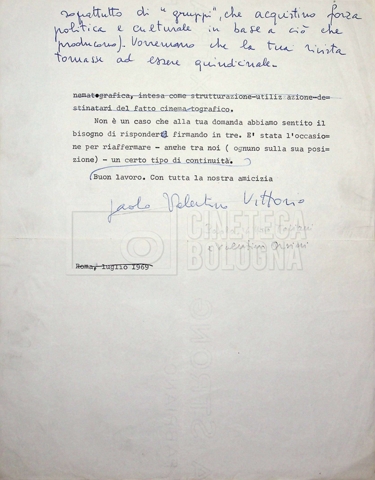 soprattutto di "gruppi", che acquistino forza
politica e culturale in base a ciò che
(producono). Vorremmo che la tua rivista
tornasse ad essere quindicinale.
nematografica, intesa come strutturazione-utilizzazione-de-
stinatari del fatto cinematografico.
Non è un caso che alla tua domanda abbiamo sentito il
bisogno di risponderti firmando in tre. E' stata l'occasio-
ne per riaffermare - anche tra noi ( ognuno sulla sua po-
sizione) - un certo tipo di continuità.
Buon lavoro. Con tutta la nostra amicizia
Paolo Valentino Vittorio
CINETECA
BOLOGNA
e Valentino Orsini
Roma, luglio 1969